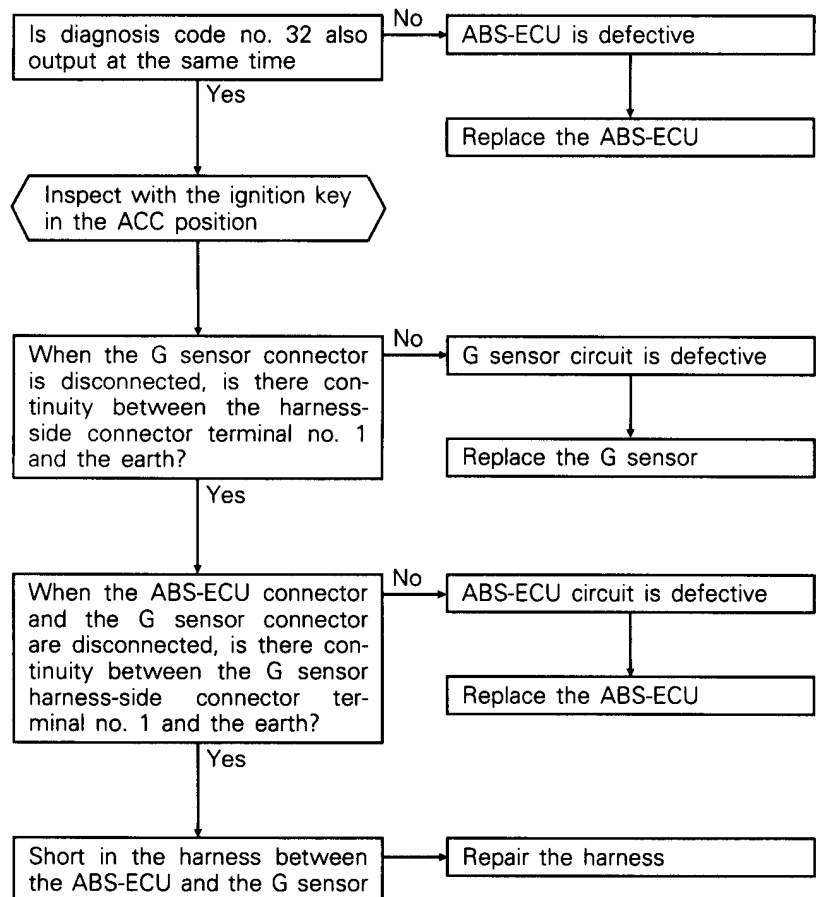 Is diagnosis code no. 32 also
output at the same time
No
ABS-ECU is defective
Yes
Replace the ABS-ECU
Inspect with the ignition key
in the ACC position
When the G sensor connector
is disconnected, is there con-
tinuity between the harness-
side connector terminal no. 1
and the earth?
No
G sensor circuit is defective
Replace the G sensor
Yes
When the ABS-ECU connector
and the G sensor connector
are disconnected, is there con-
tinuity between the G sensor
harness-side connector ter-
minal no. 1 and the earth?
No
ABS-ECU circuit is defective
Replace the ABS-ECU
Yes
Short in the harness between
the ABS-ECU and the G sensor
Repair the harness